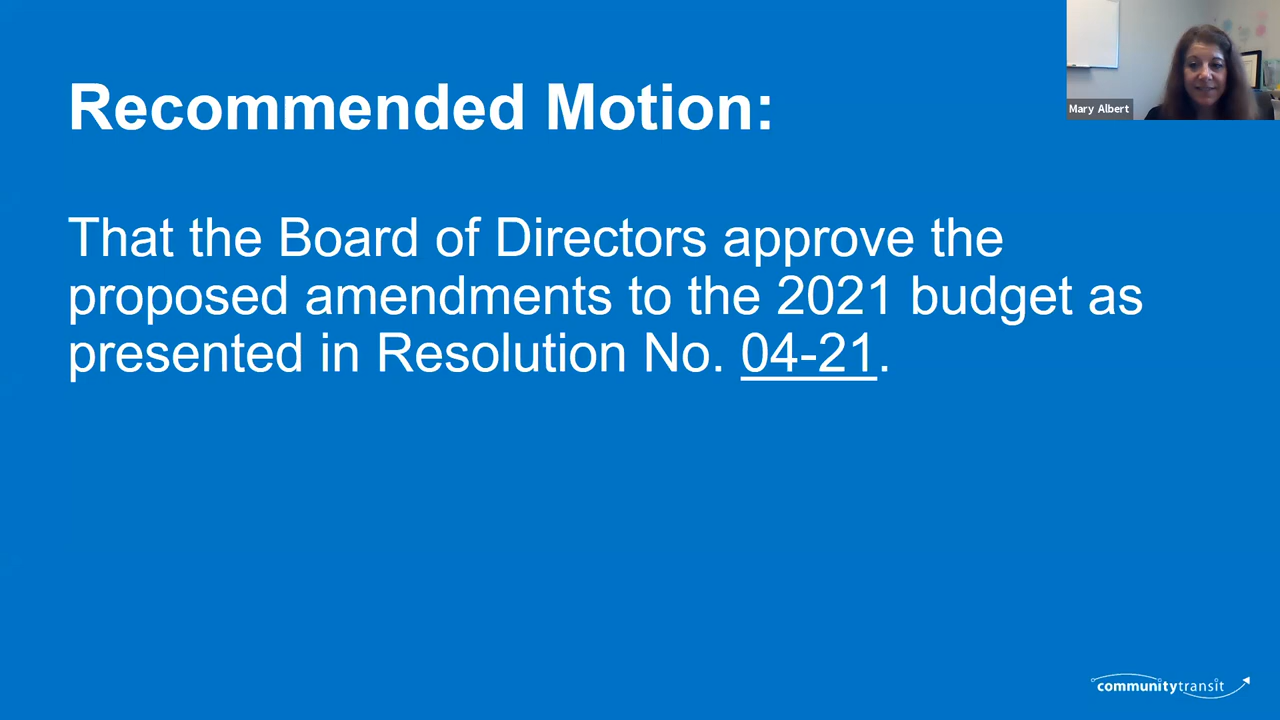 Recommended Motion:
Mary Albert
That the Board of Directors approve the
proposed amendments to the 2021 budget as
presented in Resolution No. 04-21.
communitytransit